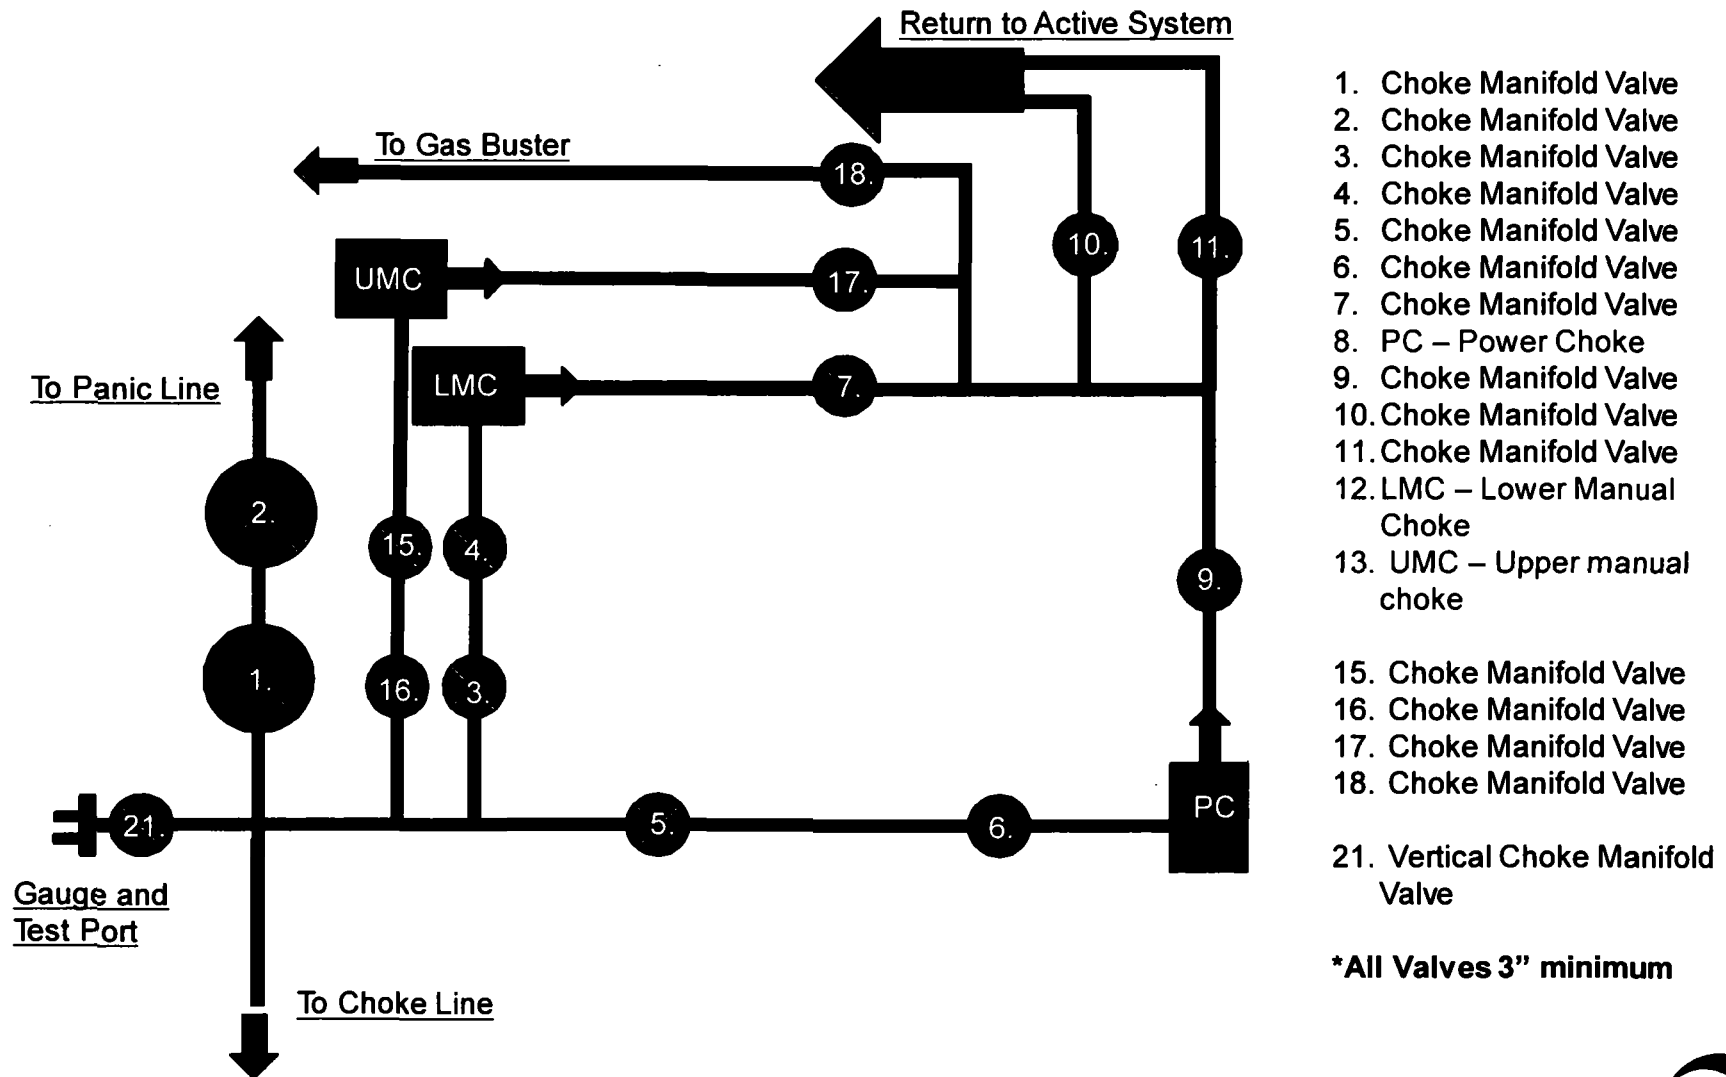 Return to Active System
To Gas Buster
18.
10.
11.
UMC
17.
LMC
7.
To Panic Line
2.
15.
4.
9.
1.
16.
3.
PC
21.
5.
6.
Gauge and
Test Port
To Choke Line
1. Choke Manifold Valve
2. Choke Manifold Valve
3. Choke Manifold Valve
4. Choke Manifold Valve
5. Choke Manifold Valve
6. Choke Manifold Valve
7. Choke Manifold Valve
8. PC – Power Choke
9. Choke Manifold Valve
10. Choke Manifold Valve
11. Choke Manifold Valve
12. LMC – Lower Manual
Choke
13. UMC – Upper manual
choke
15. Choke Manifold Valve
16. Choke Manifold Valve
17. Choke Manifold Valve
18. Choke Manifold Valve
21. Vertical Choke Manifold
Valve
*All Valves 3” minimum